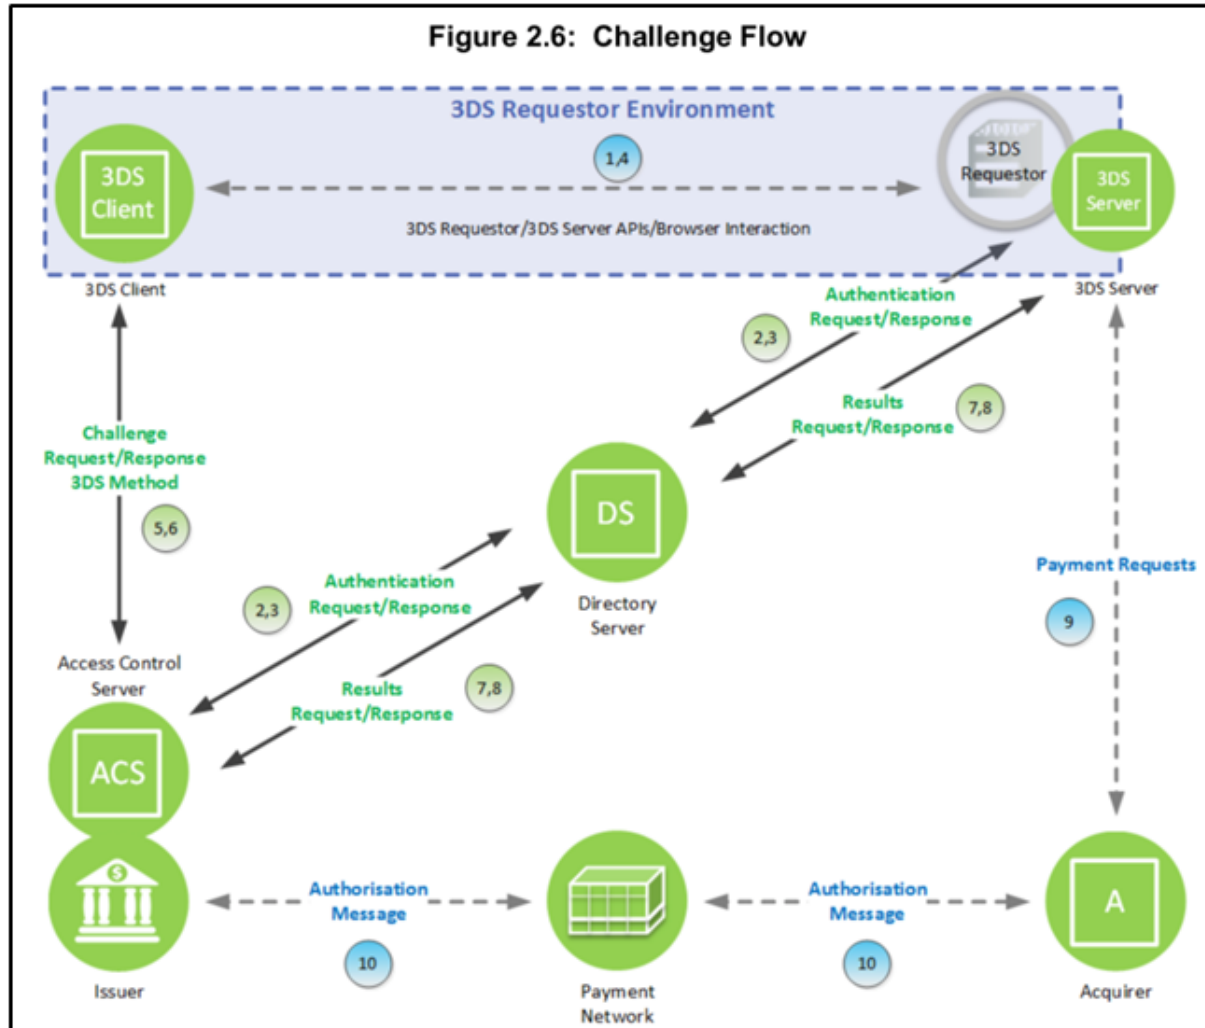 Figure 2.6: Challenge Flow
3DS Requestor Environment
1,4
3DS
Client
3DS
Requestor
3DS
Server
3DS Requestor/3DS Server APIs/Browser Interaction
3DS Client
3DS Server
Authentication
Request/Response
2,3
Results
Request/Response
7,8
Challenge
Request/Response
3DS Method
5,6
DS
Directory
Server
Authentication
Request/Response
2,3
Results
Request/Response
7,8
Payment Requests
9
Access Control
Server
ACS
$
Authorisation
Message
10
Authorisation
Message
10
A
Issuer
Payment
Network
Acquirer